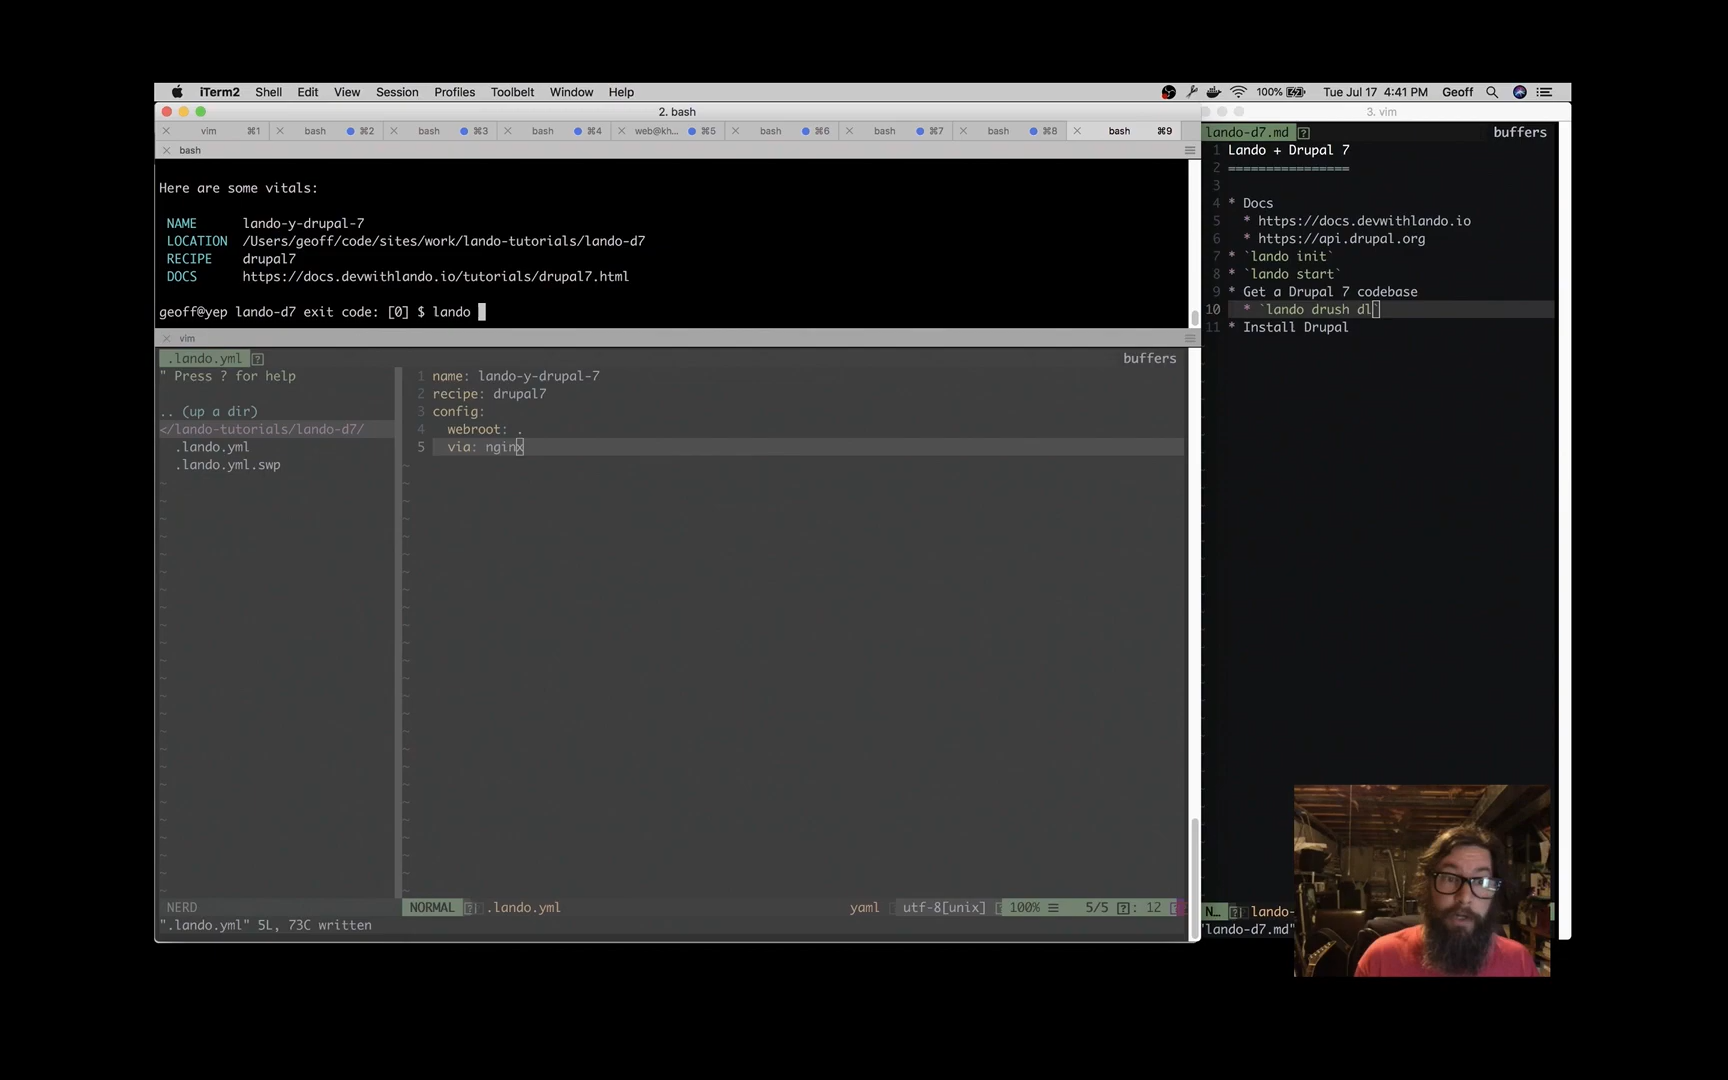 iTerm2 Shell Edit View Session Profiles Toolbelt Window Help 100% Tue Jul 17 4:41 PM Geoff
2. bash
vim ⌘1 bash ⌘2 bash ⌘3 bash ⌘4 web@kh... ⌘5 bash ⌘6 bash ⌘7 bash ⌘8 bash ⌘9
bash
Here are some vitals:
NAME lando-y-drupal-7
LOCATION /Users/geoff/code/sites/work/lando-tutorials/lando-d7
RECIPE drupal7
DOCS https://docs.devwithlando.io/tutorials/drupal7.html
geoff@yep lando-d7 exit code: [0] $ lando
vim
.lando.yml [?] buffers
" Press ? for help
.. (up a dir)
</lando-tutorials/lando-d7/
.lando.yml
.lando.yml.swp
1 name: lando-y-drupal-7
2 recipe: drupal7
3 config:
4 webroot: .
5 via: nginx
NERD
NORMAL .lando.yml yaml utf-8[unix] 100% ☰ 5/5 : 12
".lando.yml" 5L, 73C written
3. vim
lando-d7.md [?] buffers
1 Lando + Drupal 7
2 ================
3
4 * Docs
5 * https://docs.devwithlando.io
6 * https://api.drupal.org
7 * `lando init`
8 * `lando start`
9 * Get a Drupal 7 codebase
10 * `lando drush dl`
11 * Install Drupal
N… lando-
"lando-d7.md"